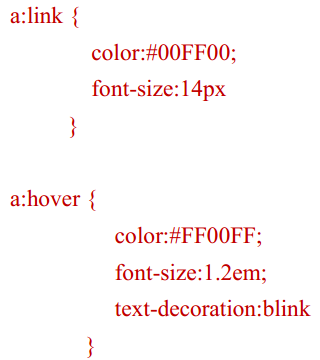 a:link {
color:#00FF00;
font-size:14px
}
a:hover {
color:#FF00FF;
font-size:1.2em;
text-decoration:blink
}